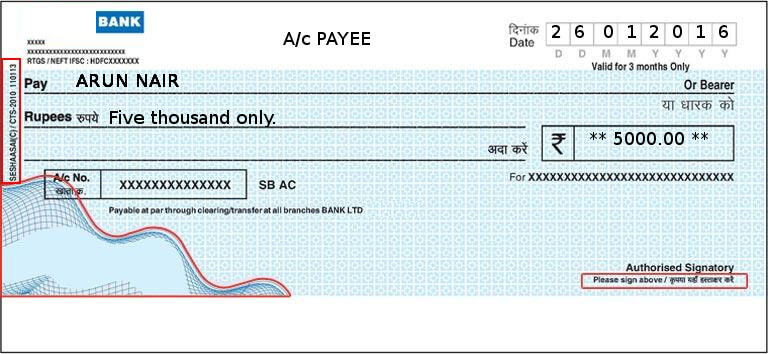 BANK
xxxxx
xxxxxxxxxxxxxxxxxxxxxxxxx
RTGS / NEFT IFSC : HDFCXXXXXXX
A/c PAYEE
दिनांक
Date
2 6 0 1 2 0 1 6
D D M M Y Y Y Y
Valid for 3 months Only
SESHAASAI(C) / CTS-2010 110113
Pay ARUN NAIR Or Bearer
या धारक को
Rupees रुपये Five thousand only.
अदा करें ₹ ** 5000.00 **
A/c No. XXXXXXXXXXXXXX SB AC
खाता क्र.
For XXXXXXXXXXXXXXXXXXXXXXXXXXXXX
Payable at par through clearing/transfer at all branches BANK LTD
Authorised Signatory
Please sign above / कृपया यहाँ हस्ताक्षर करें